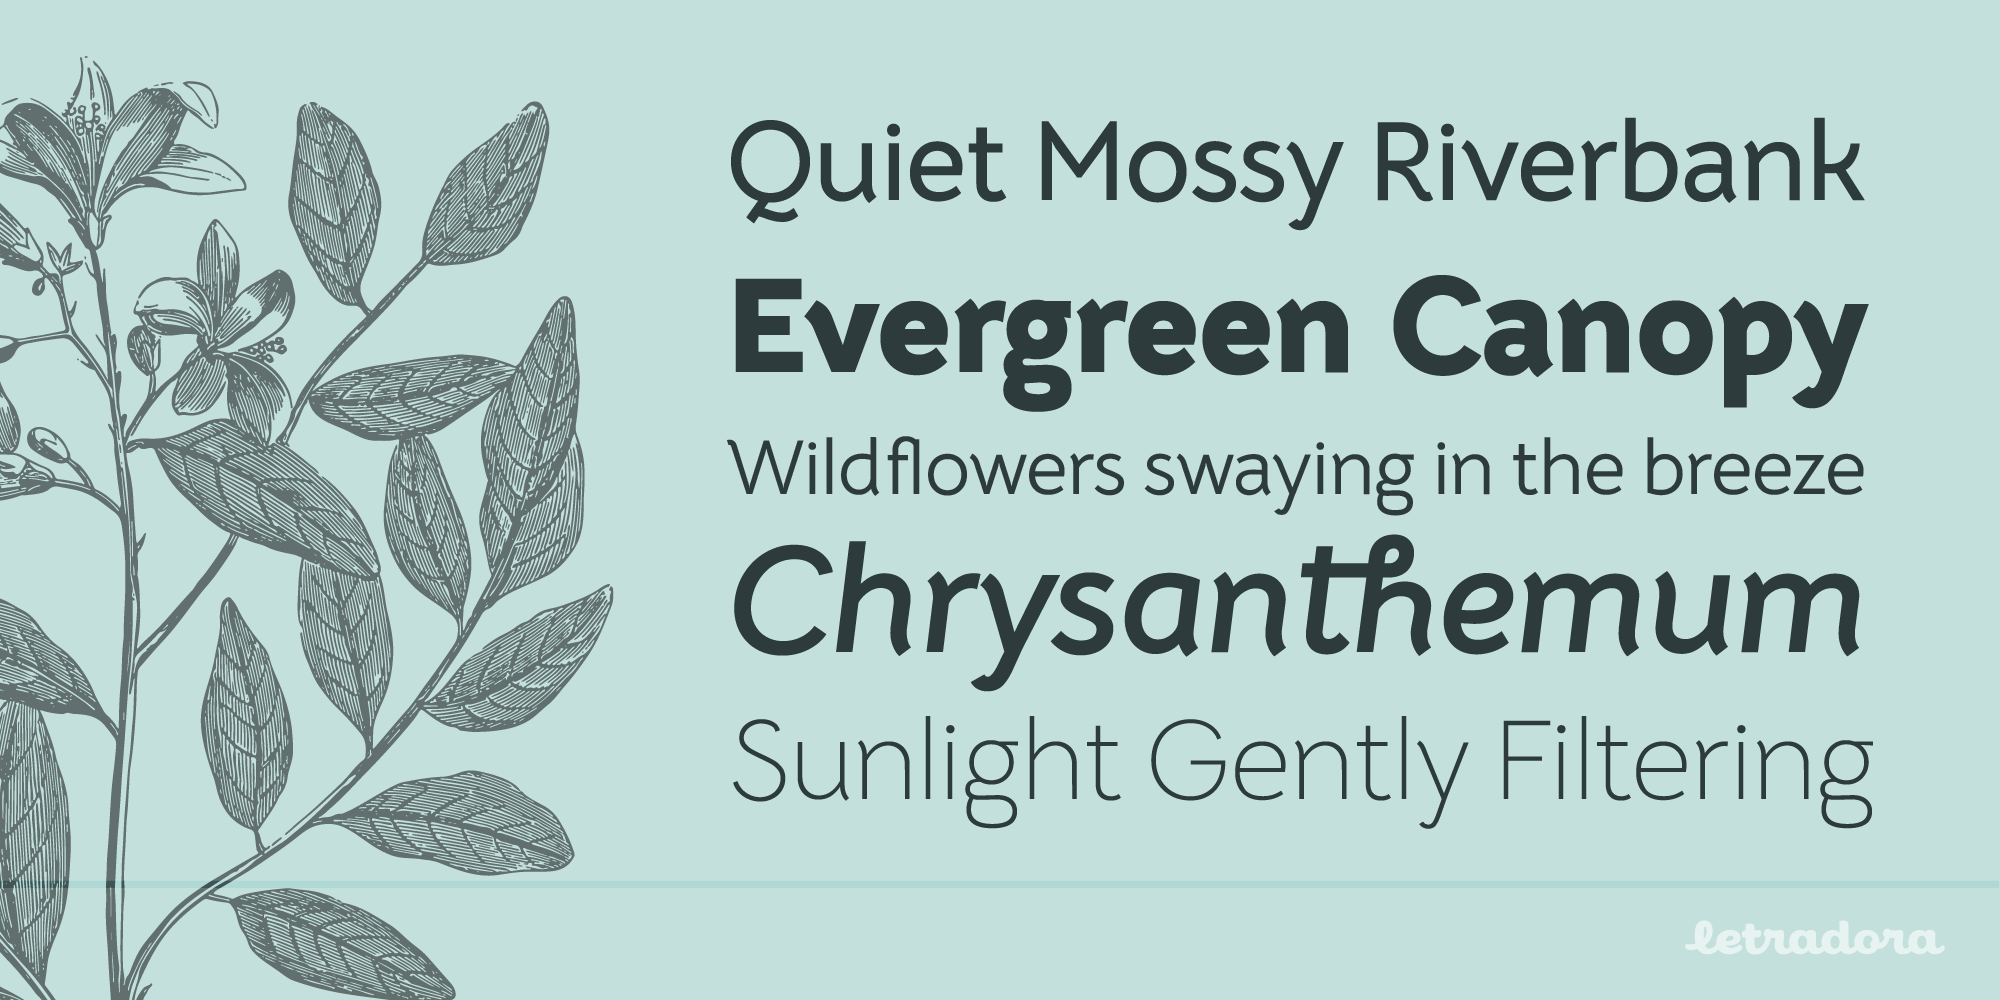 Quiet Mossy Riverbank
Evergreen Canopy
Wildflowers swaying in the breeze
Chrysanthemum
Sunlight Gently Filtering
letradora